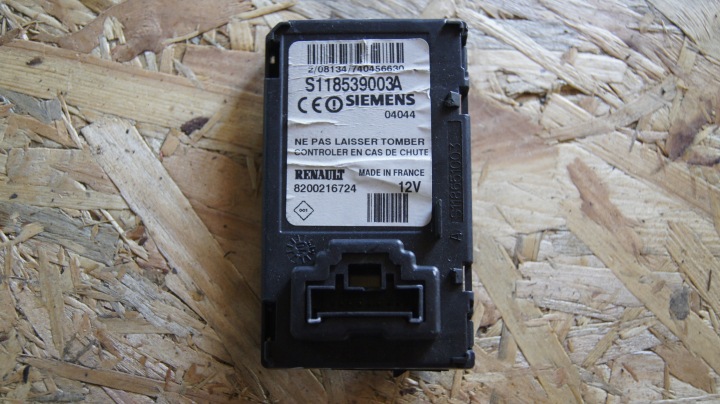 2/08134/740456630
S118539003A
CE SIEMENS
04044
NE PAS LAISSER TOMBER
CONTROLER EN CAS DE CHUTE
RENAULT MADE IN FRANCE
8200216724 12V
001